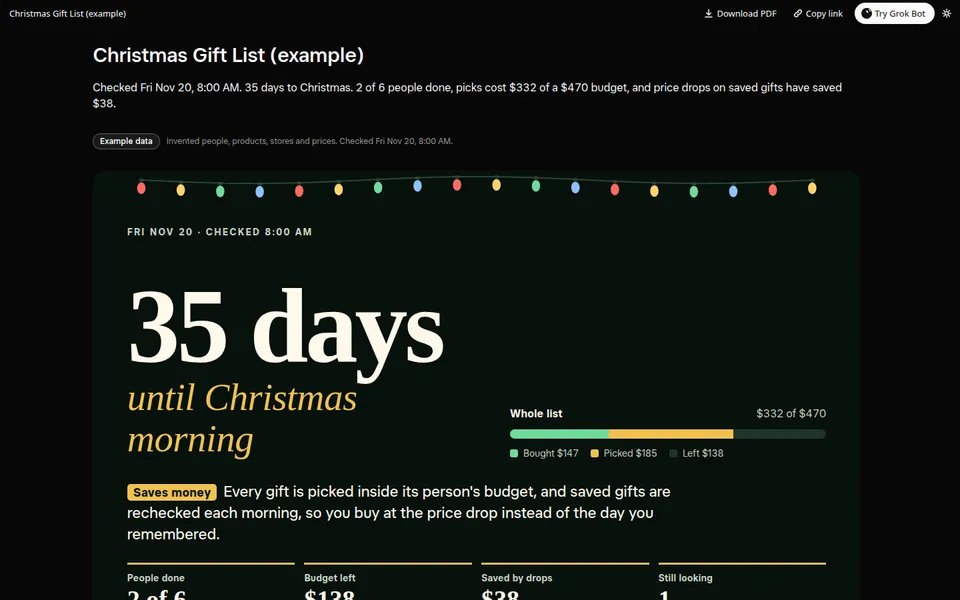 Christmas Gift List (example)
Download PDF
Copy link
Try Grok Bot
Christmas Gift List (example)
Checked Fri Nov 20, 8:00 AM. 35 days to Christmas. 2 of 6 people done, picks cost $332 of a $470 budget, and price drops on saved gifts have saved
$38.
Example data
Invented people, products, stores and prices. Checked Fri Nov 20, 8:00 AM.
FRI NOV 20 · CHECKED 8:00 AM
35 days
until Christmas
morning
Whole list
$332 of $470
Bought $147
Picked $185
Left $138
Saves money Every gift is picked inside its person's budget, and saved gifts are
rechecked each morning, so you buy at the price drop instead of the day you
remembered.
People done
2 of 6
Budget left
$138
Saved by drops
$38
Still looking
1